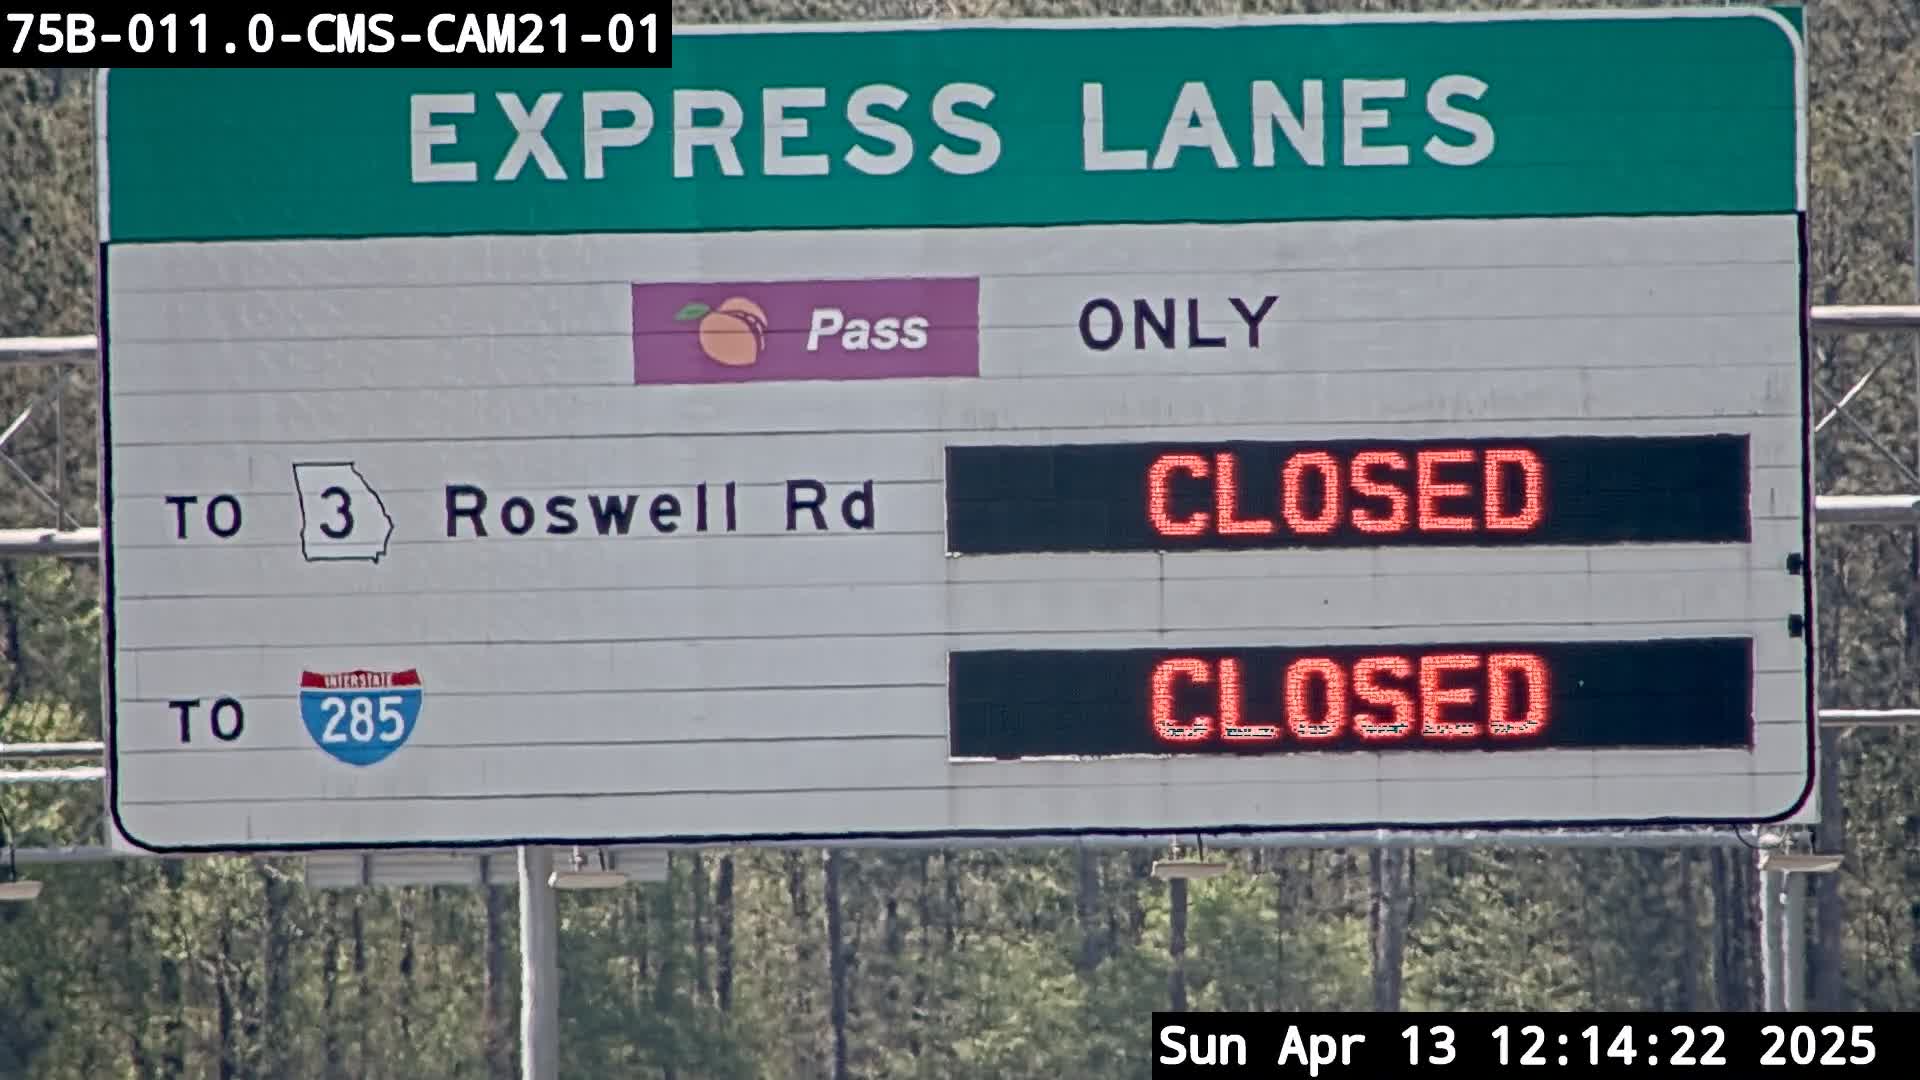 75B-011.0-CMS-CAM21-01
EXPRESS LANES
Pass ONLY
TO 3 Roswell Rd CLOSED
TO INTERSTATE 285 CLOSED
Sun Apr 13 12:14:22 2025